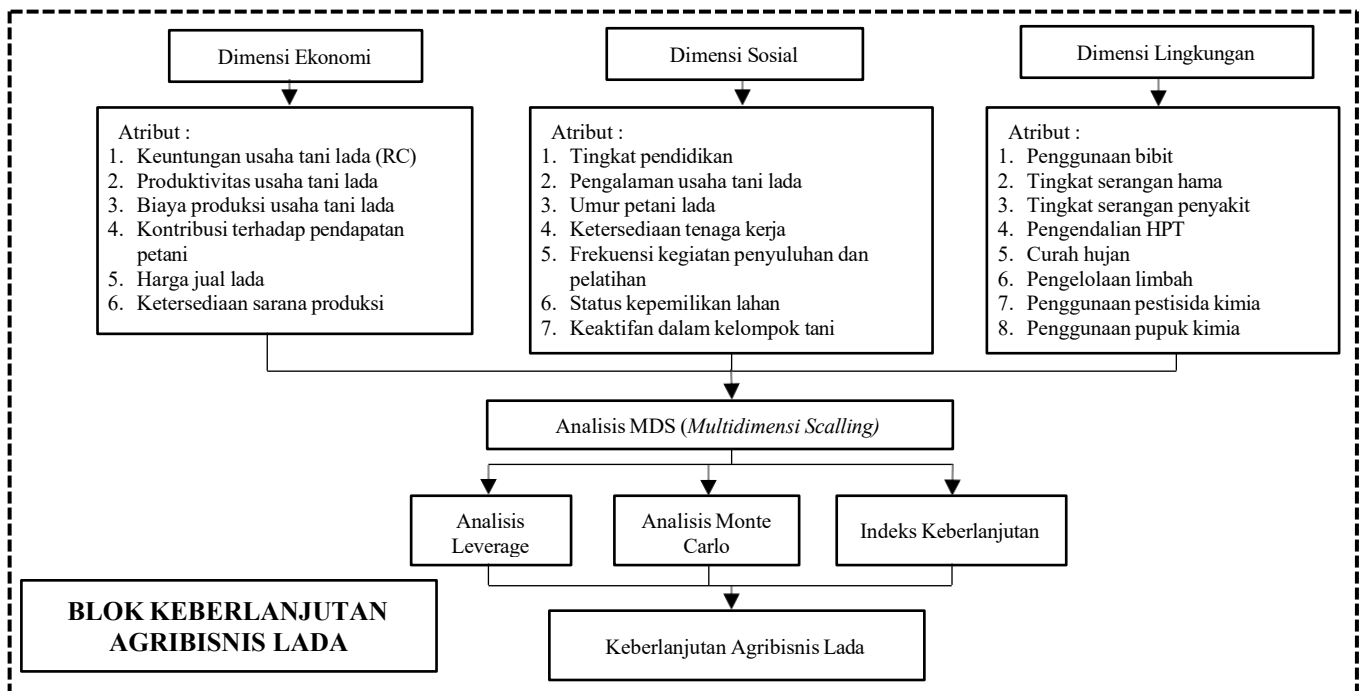 Dimensi Ekonomi
Atribut :
1. Keuntungan usaha tani lada (RC)
2. Produktivitas usaha tani lada
3. Biaya produksi usaha tani lada
4. Kontribusi terhadap pendapatan
petani
5. Harga jual lada
6. Ketersediaan sarana produksi
Dimensi Sosial
Atribut :
1. Tingkat pendidikan
2. Pengalaman usaha tani lada
3. Umur petani lada
4. Ketersediaan tenaga kerja
5. Frekuensi kegiatan penyuluhan dan
pelatihan
6. Status kepemilikan lahan
7. Keaktifan dalam kelompok tani
Dimensi Lingkungan
Atribut :
1. Penggunaan bibit
2. Tingkat serangan hama
3. Tingkat serangan penyakit
4. Pengendalian HPT
5. Curah hujan
6. Pengelolaan limbah
7. Penggunaan pestisida kimia
8. Penggunaan pupuk kimia
Analisis MDS (Multidimensi Scalling)
Analisis
Leverage
Analisis Monte
Carlo
Indeks Keberlanjutan
BLOK KEBERLANJUTAN
AGRIBISNIS LADA
Keberlanjutan Agribisnis Lada